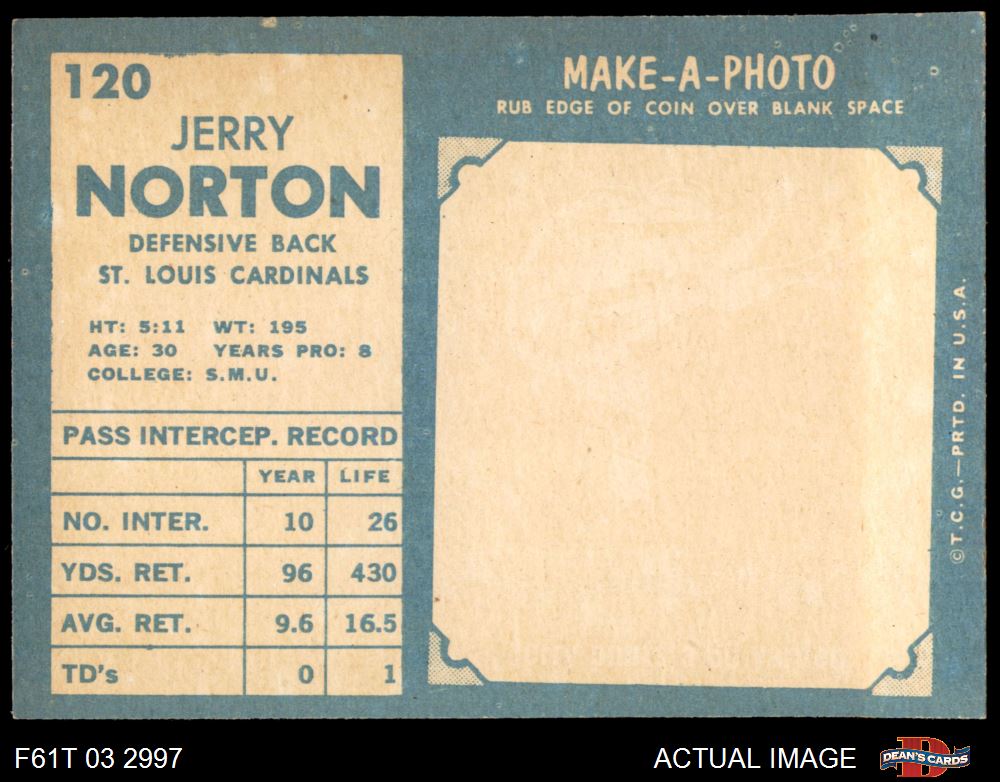 120
JERRY
NORTON
DEFENSIVE BACK
ST. LOUIS CARDINALS
HT: 5:11 WT: 195
AGE: 30 YEARS PRO: 8
COLLEGE: S.M.U.
PASS INTERCEP. RECORD
YEAR LIFE
NO. INTER. 10 26
YDS. RET. 96 430
AVG. RET. 9.6 16.5
TD's 0 1
MAKE-A-PHOTO
RUB EDGE OF COIN OVER BLANK SPACE
©T.C.G.—PRTD. IN U.S.A.
F61T 03 2997
ACTUAL IMAGE
DEAN'S CARDS